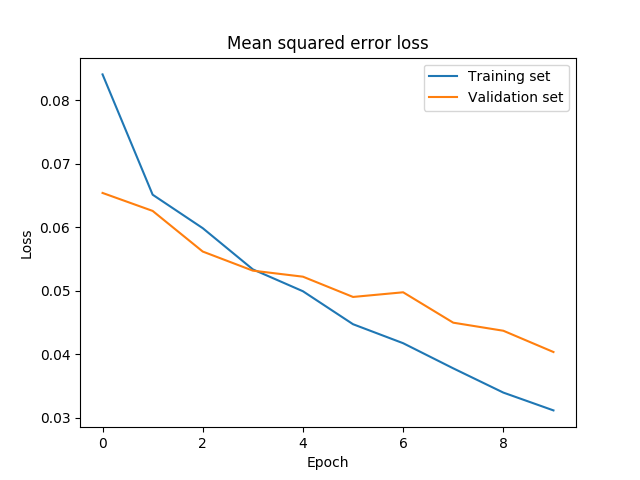 Mean squared error loss
Training set
Validation set
0.08
0.07
0.06
0.05
0.04
0.03
Loss
0 2 4 6 8
Epoch